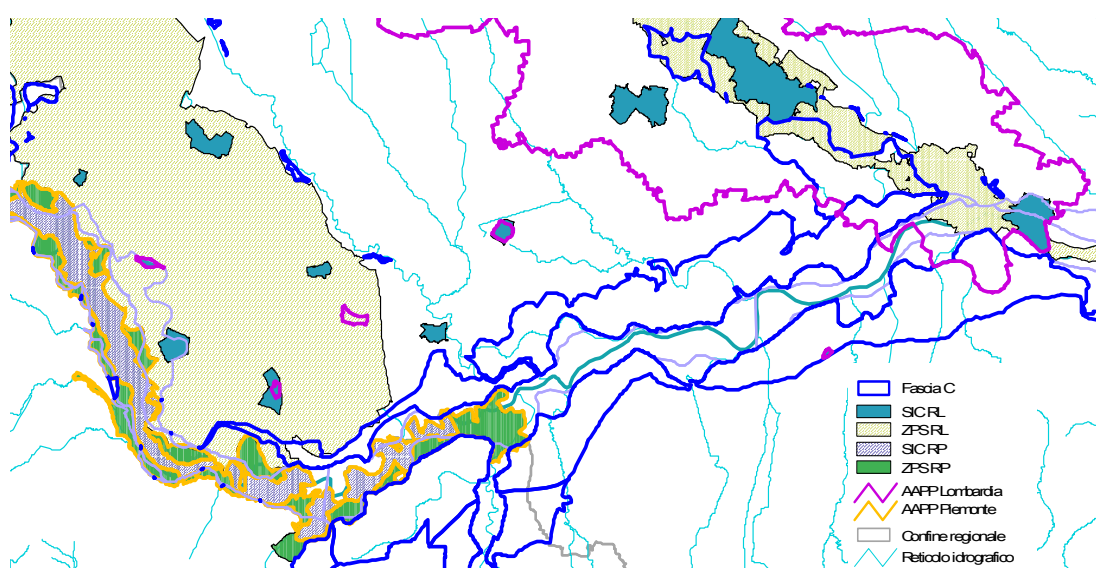 Fascia C
SIC RL
ZPS RL
SIC RP
ZPS RP
AAPP Lombardia
AAPP Piemonte
Confine regionale
Reticolo idrografico